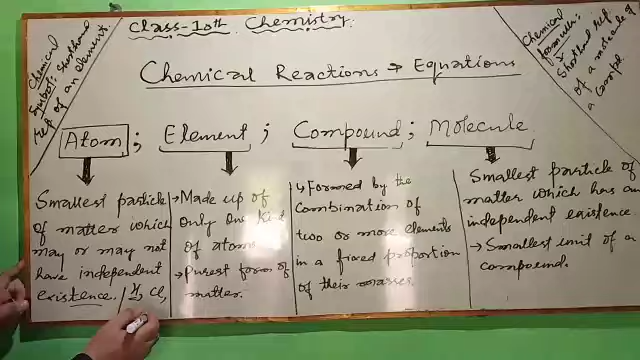 Class-10th Chemistry:
Chemical
Symbol: Shorthand
rep of an element.
Chemical
formula:
Shorthand rep
of a molecule of
a compd
Chemical Reactions → Equations
Atom; Element; Compound; Molecule
Smallest particle
of matter which
may or may not
have independent
existence. / H, Cl,
→ Made up of
only one kind
of atoms
→ Purest form of
matter.
↳ Formed by the
Combination of
two or more elements
in a fixed proportion
of their masses.
Smallest particle of
matter which has an
independent existence.
→ Smallest unit of a
compound.